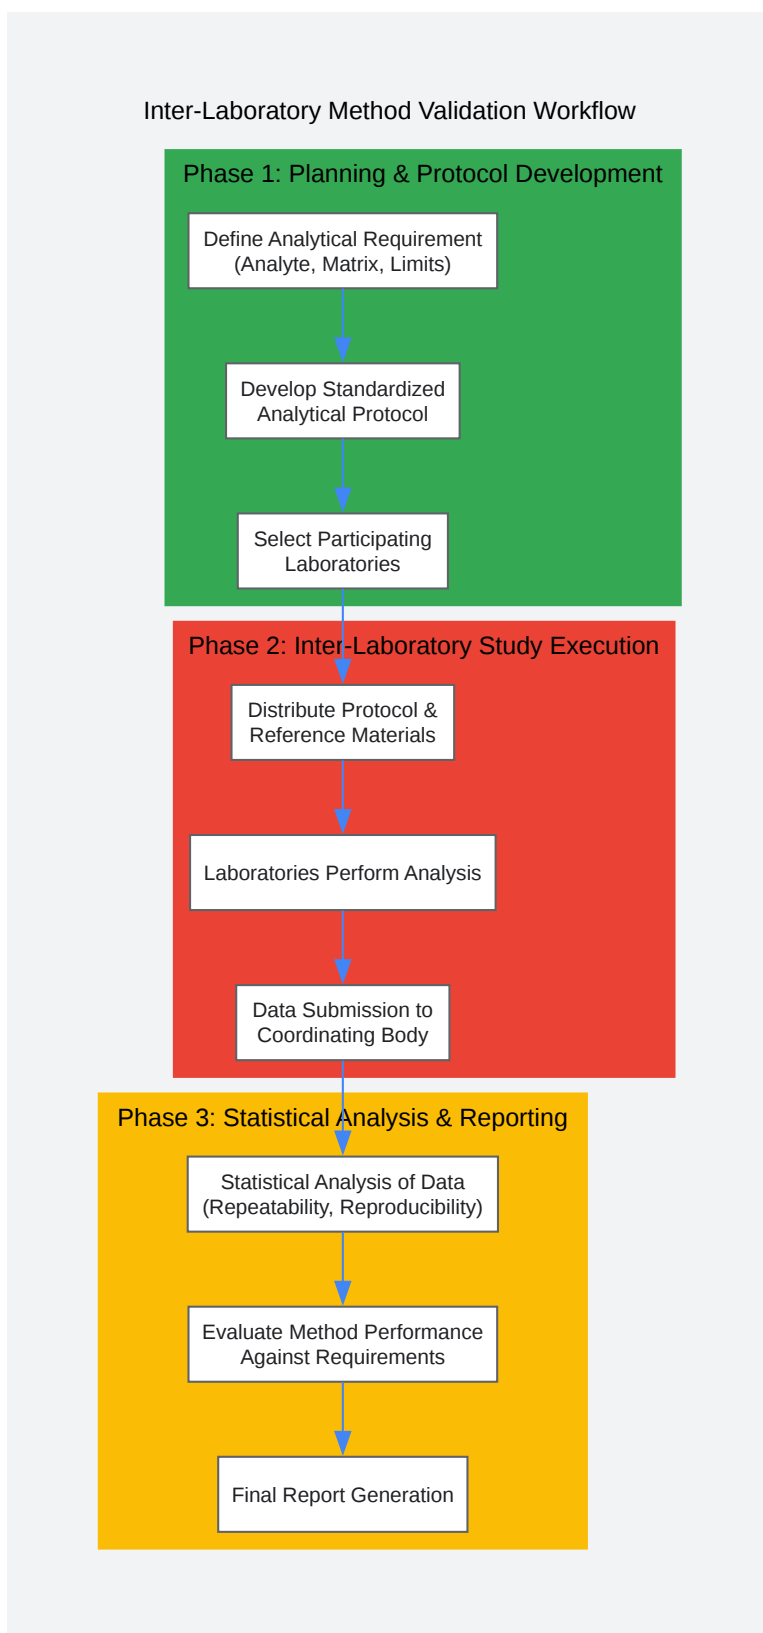 Inter-Laboratory Method Validation Workflow
Phase 1: Planning & Protocol Development
Define Analytical Requirement
(Analyte, Matrix, Limits)
Develop Standardized
Analytical Protocol
Select Participating
Laboratories
Phase 2: Inter-Laboratory Study Execution
Distribute Protocol &
Reference Materials
Laboratories Perform Analysis
Data Submission to
Coordinating Body
Phase 3: Statistical Analysis & Reporting
Statistical Analysis of Data
(Repeatability, Reproducibility)
Evaluate Method Performance
Against Requirements
Final Report Generation